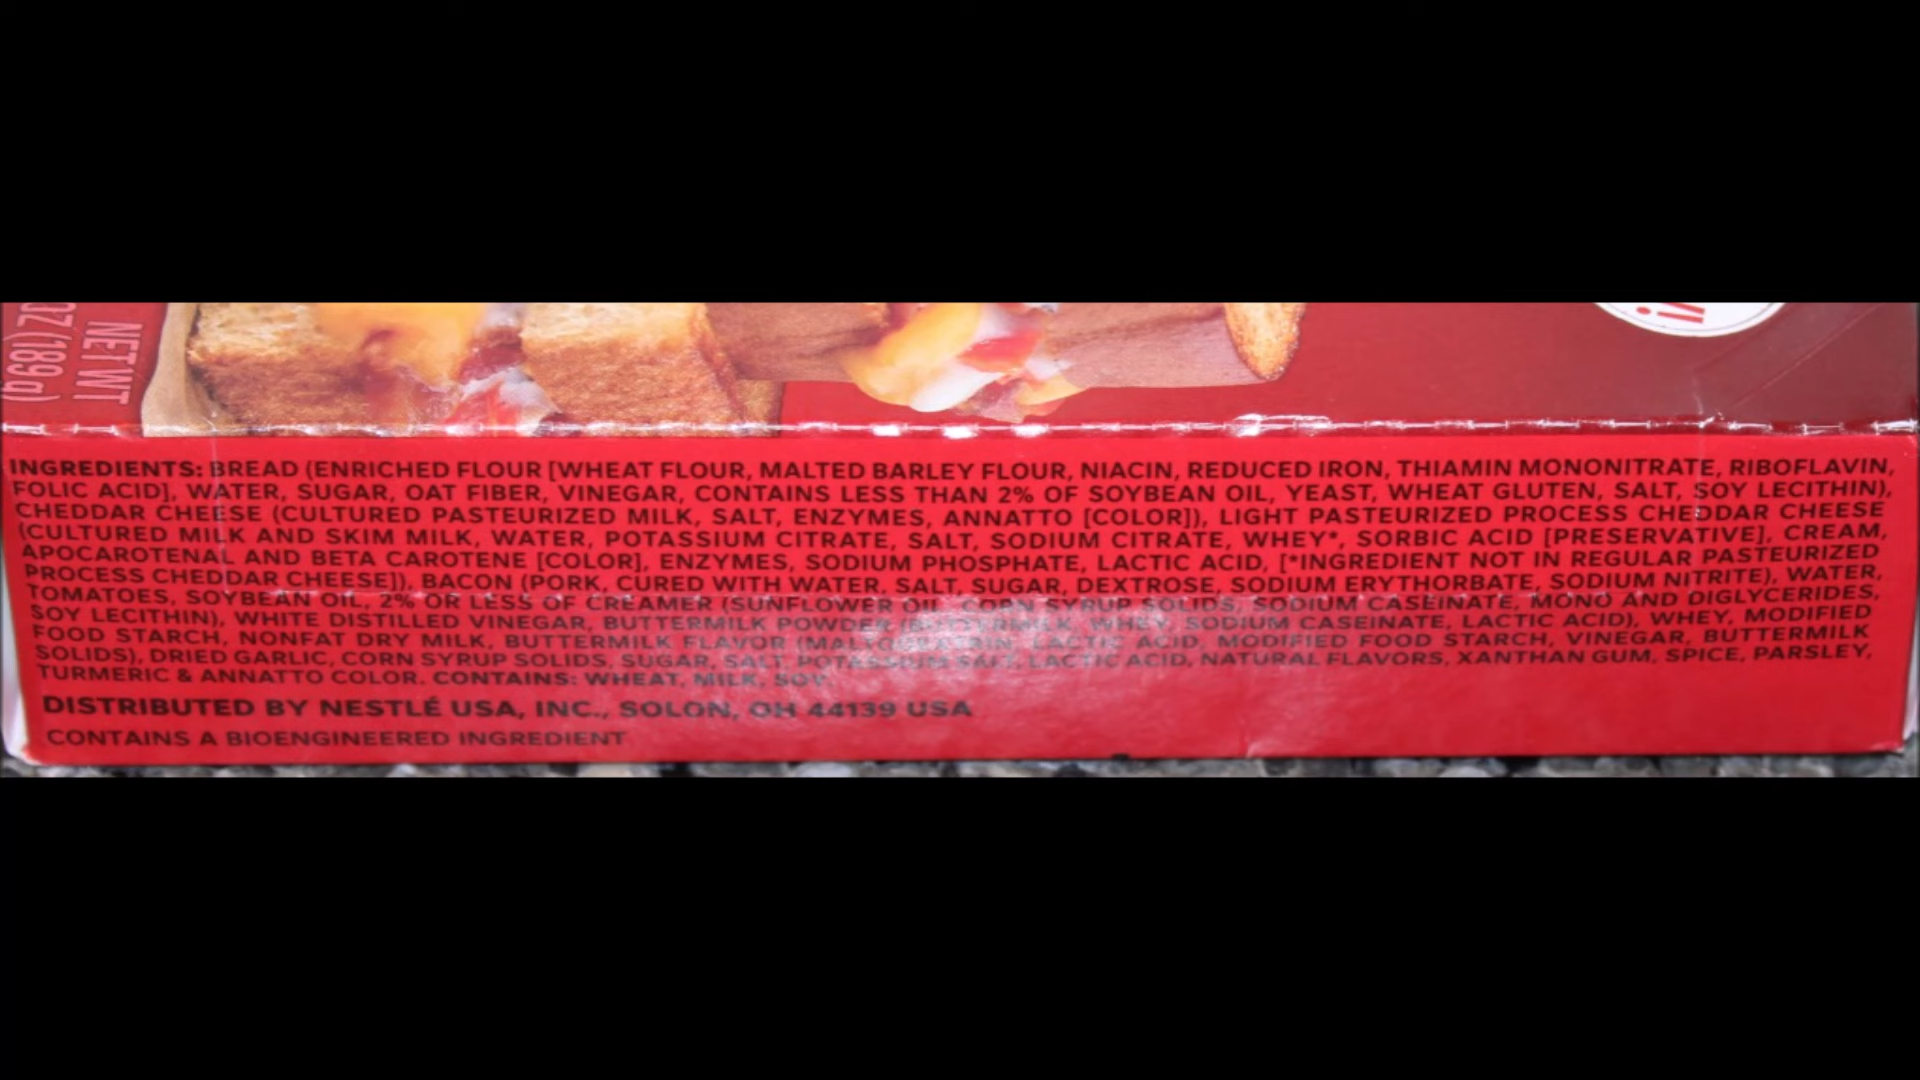 NET WT
OZ (189 g)
INGREDIENTS: BREAD (ENRICHED FLOUR [WHEAT FLOUR, MALTED BARLEY FLOUR, NIACIN, REDUCED IRON, THIAMIN MONONITRATE, RIBOFLAVIN,
FOLIC ACID], WATER, SUGAR, OAT FIBER, VINEGAR, CONTAINS LESS THAN 2% OF SOYBEAN OIL, YEAST, WHEAT GLUTEN, SALT, SOY LECITHIN),
CHEDDAR CHEESE (CULTURED PASTEURIZED MILK, SALT, ENZYMES, ANNATTO [COLOR]), LIGHT PASTEURIZED PROCESS CHEDDAR CHEESE
(CULTURED MILK AND SKIM MILK, WATER, POTASSIUM CITRATE, SALT, SODIUM CITRATE, WHEY*, SORBIC ACID [PRESERVATIVE], CREAM,
APOCAROTENAL AND BETA CAROTENE [COLOR], ENZYMES, SODIUM PHOSPHATE, LACTIC ACID, [*INGREDIENT NOT IN REGULAR PASTEURIZED
PROCESS CHEDDAR CHEESE]), BACON (PORK, CURED WITH WATER, SALT, SUGAR, DEXTROSE, SODIUM ERYTHORBATE, SODIUM NITRITE), WATER,
TOMATOES, SOYBEAN OIL, 2% OR LESS OF CREAMER (SUNFLOWER OIL, CORN SYRUP SOLIDS, SODIUM CASEINATE, MONO AND DIGLYCERIDES,
SOY LECITHIN), WHITE DISTILLED VINEGAR, BUTTERMILK POWDER (BUTTERMILK, WHEY, SODIUM CASEINATE, LACTIC ACID), WHEY, MODIFIED
FOOD STARCH, NONFAT DRY MILK, BUTTERMILK FLAVOR (MALTODEXTRIN, LACTIC ACID, MODIFIED FOOD STARCH, VINEGAR, BUTTERMILK
SOLIDS), DRIED GARLIC, CORN SYRUP SOLIDS, SUGAR, SALT, POTASSIUM SALT, LACTIC ACID, NATURAL FLAVORS, XANTHAN GUM, SPICE, PARSLEY,
TURMERIC & ANNATTO COLOR. CONTAINS: WHEAT, MILK, SOY.
DISTRIBUTED BY NESTLÉ USA, INC., SOLON, OH 44139 USA
CONTAINS A BIOENGINEERED INGREDIENT